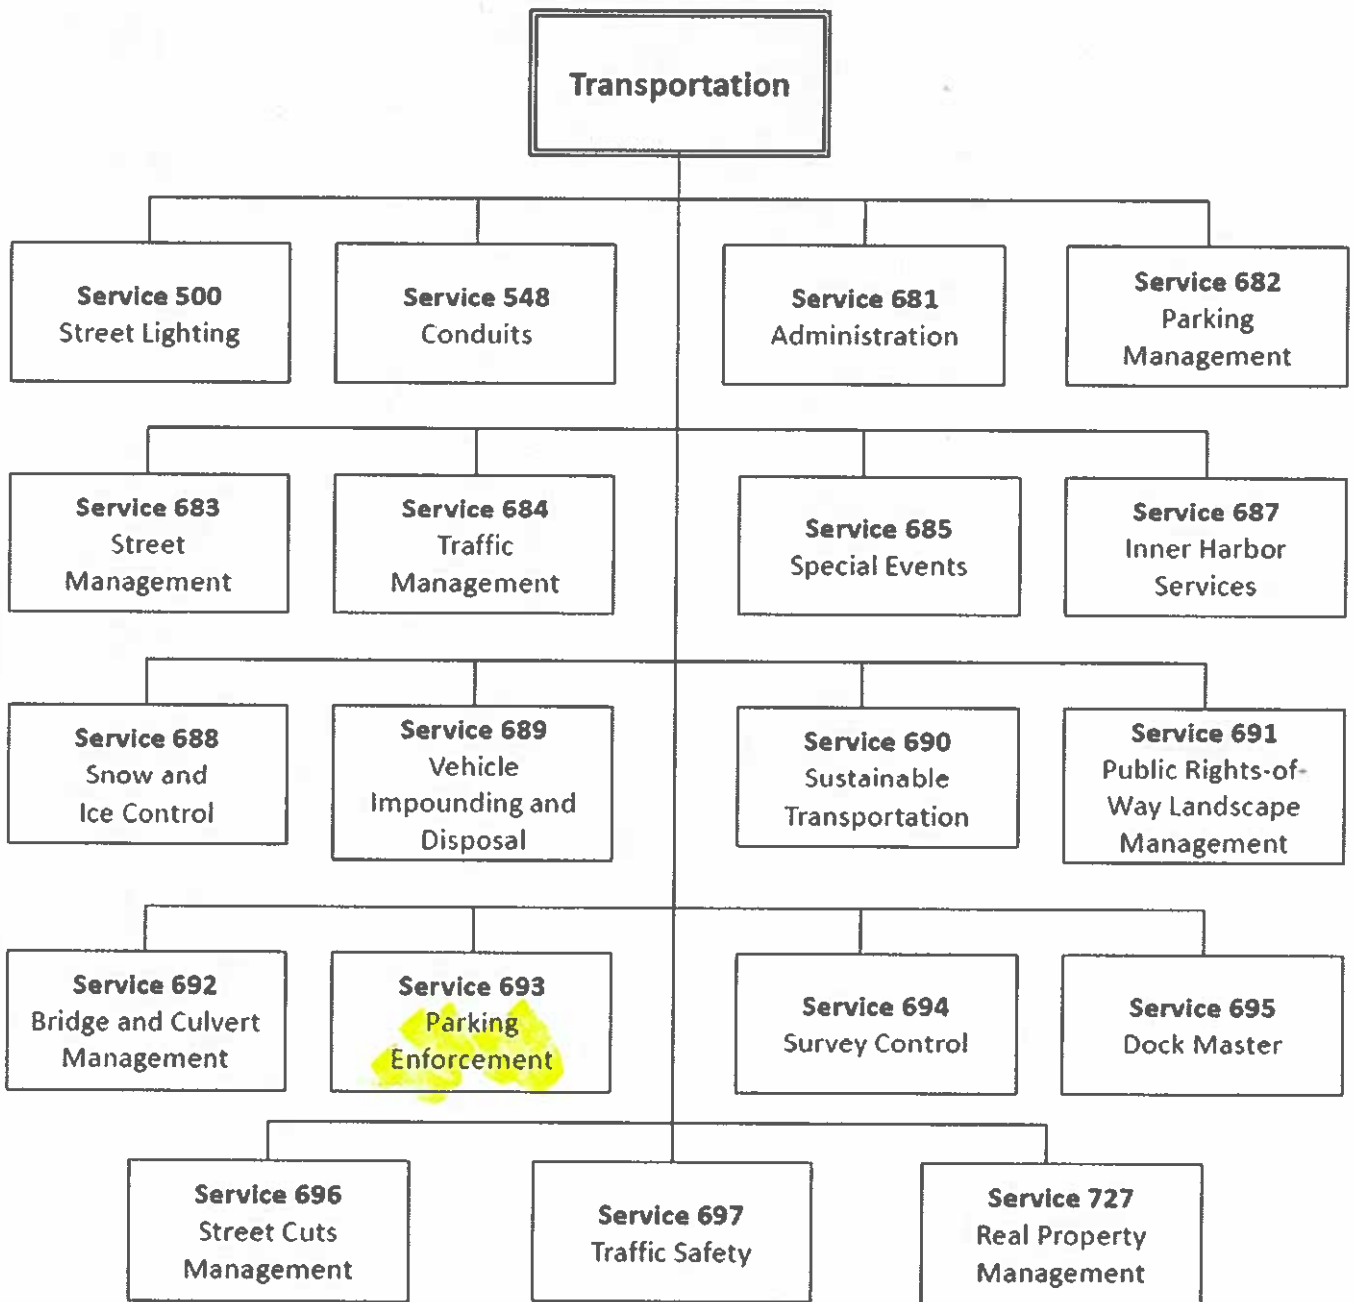 Transportation
Service 500
Street Lighting
Service 548
Conduits
Service 681
Administration
Service 682
Parking
Management
Service 683
Street
Management
Service 684
Traffic
Management
Service 685
Special Events
Service 687
Inner Harbor
Services
Service 688
Snow and
Ice Control
Service 689
Vehicle
Impounding and
Disposal
Service 690
Sustainable
Transportation
Service 691
Public Rights-of-
Way Landscape
Management
Service 692
Bridge and Culvert
Management
Service 693
Parking
Enforcement
Service 694
Survey Control
Service 695
Dock Master
Service 696
Street Cuts
Management
Service 697
Traffic Safety
Service 727
Real Property
Management